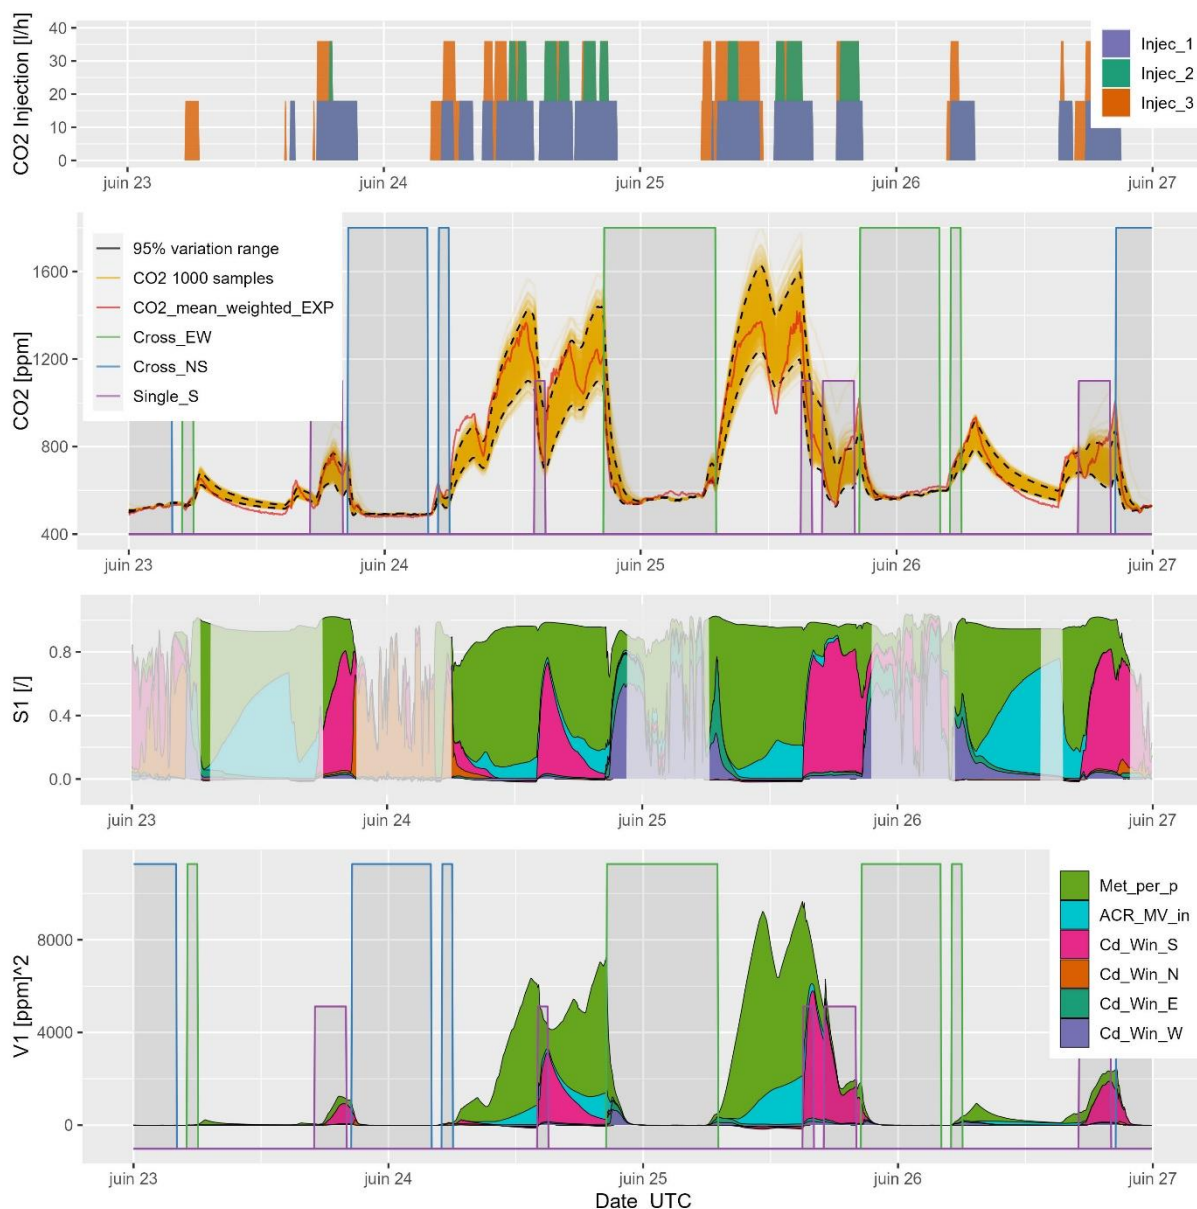 CO2 Injection [l/h]
40
30
20
10
0
Injec_1
Injec_2
Injec_3
juin 23
juin 24
juin 25
juin 26
juin 27
CO2 [ppm]
1600
1200
800
400
95% variation range
CO2 1000 samples
CO2_mean_weighted_EXP
Cross_EW
Cross_NS
Single_S
juin 23
juin 24
juin 25
juin 26
juin 27
S1 [/]
0.8
0.4
0.0
juin 23
juin 24
juin 25
juin 26
juin 27
V1 [ppm]^2
8000
4000
0
Met_per_p
ACR_MV_in
Cd_Win_S
Cd_Win_N
Cd_Win_E
Cd_Win_W
juin 23
juin 24
juin 25
juin 26
juin 27
Date_UTC